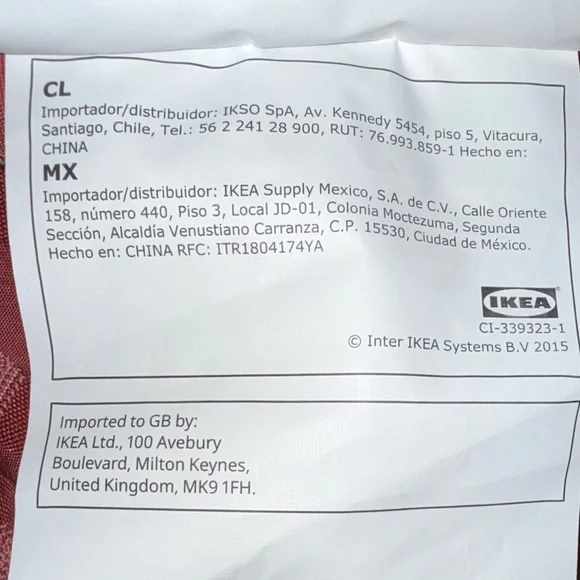 CL
Importador/distribuidor: IKSO SpA, Av. Kennedy 5454, piso 5, Vitacura,
Santiago, Chile, Tel.: 56 2 241 28 900, RUT: 76.993.859-1 Hecho en:
CHINA
MX
Importador/distribuidor: IKEA Supply Mexico, S.A. de C.V., Calle Oriente
158, número 440, Piso 3, Local JD-01, Colonia Moctezuma, Segunda
Sección, Alcaldía Venustiano Carranza, C.P. 15530, Ciudad de México.
Hecho en: CHINA RFC: ITR1804174YA
IKEA
CI-339323-1
© Inter IKEA Systems B.V 2015
Imported to GB by:
IKEA Ltd., 100 Avebury
Boulevard, Milton Keynes,
United Kingdom, MK9 1FH.